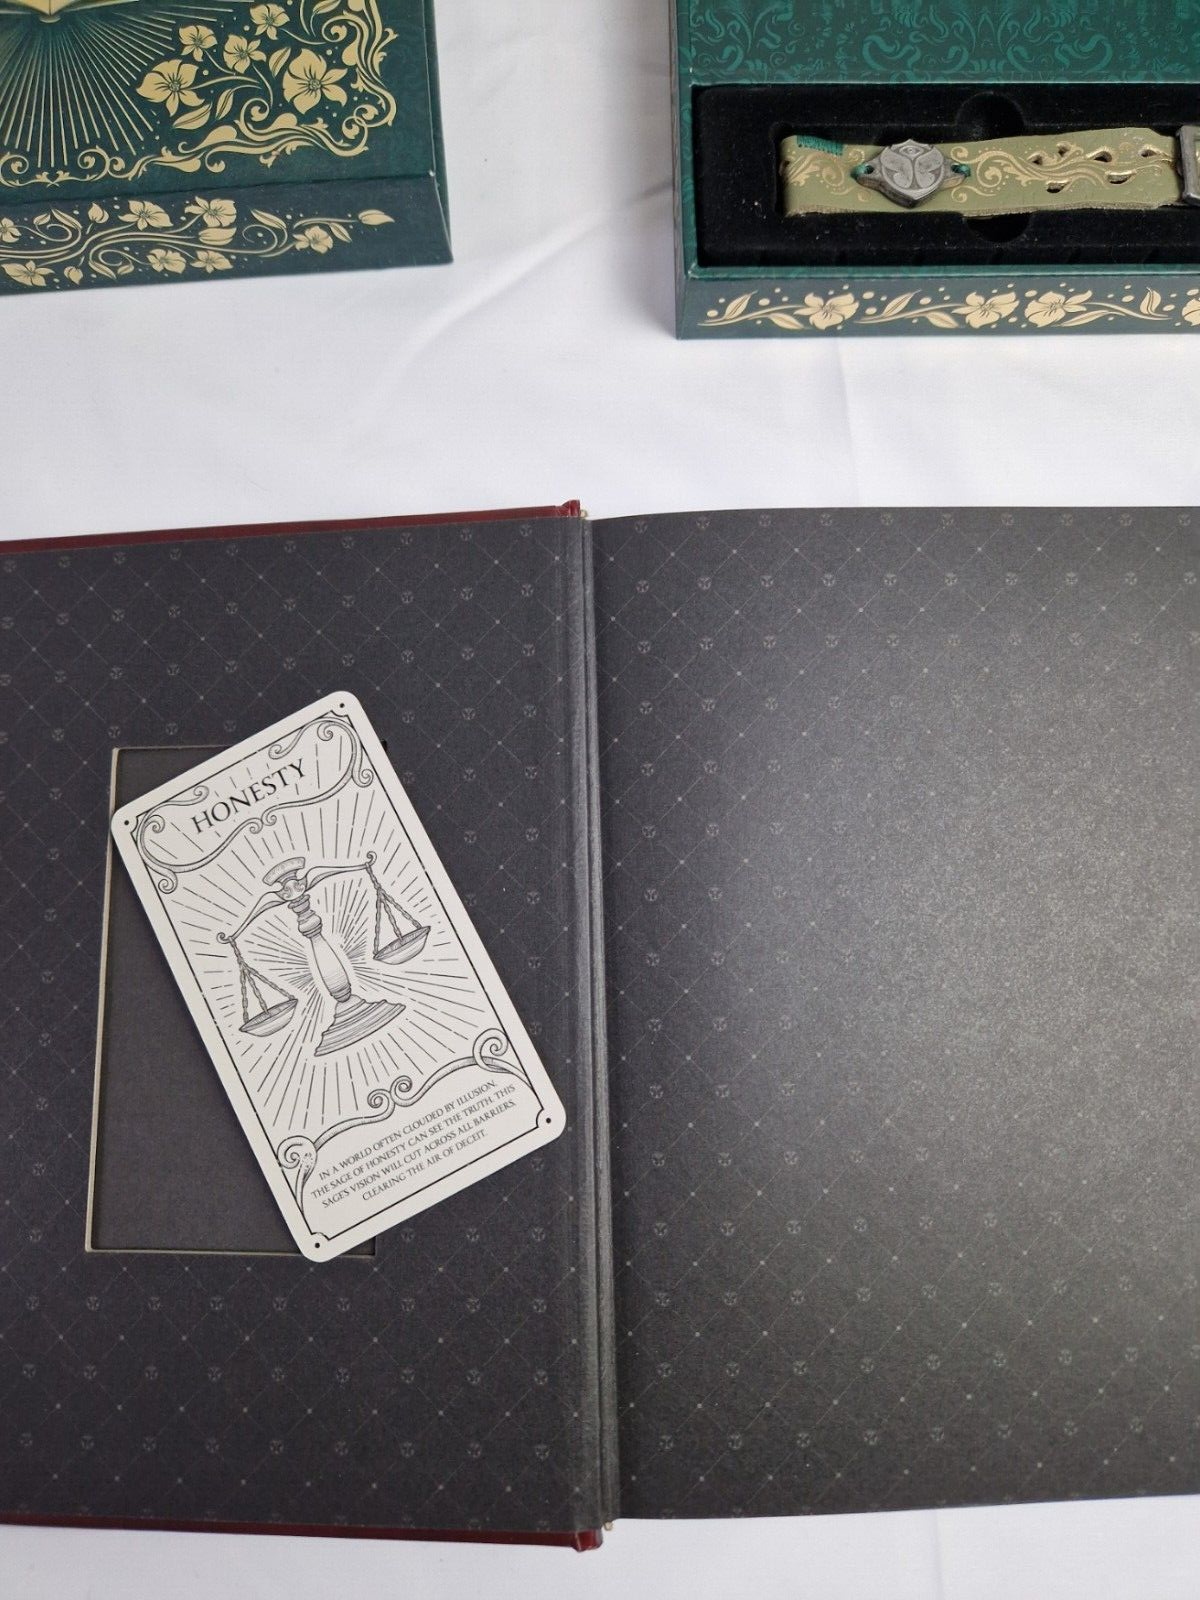 HONESTY
IN A WORLD OFTEN CLOUDED BY ILLUSION,
THE SAGE OF HONESTY CAN SEE THE TRUTH. THIS
SAGE'S VISION WILL CUT ACROSS ALL BARRIERS,
CLEARING THE AIR OF DECEIT.